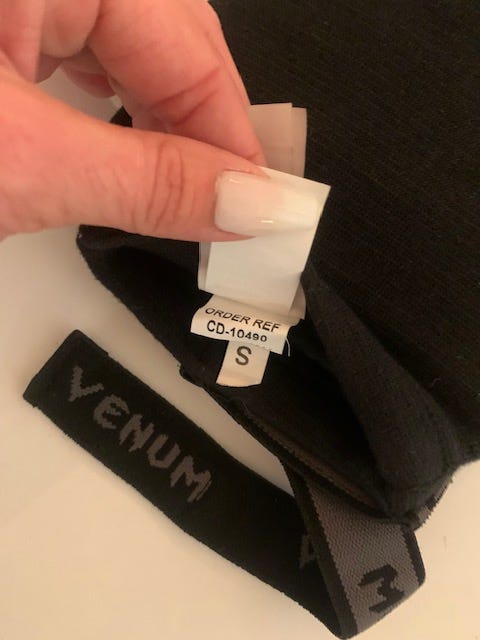 ORDER REF
CD-10490
S
VENUM
M